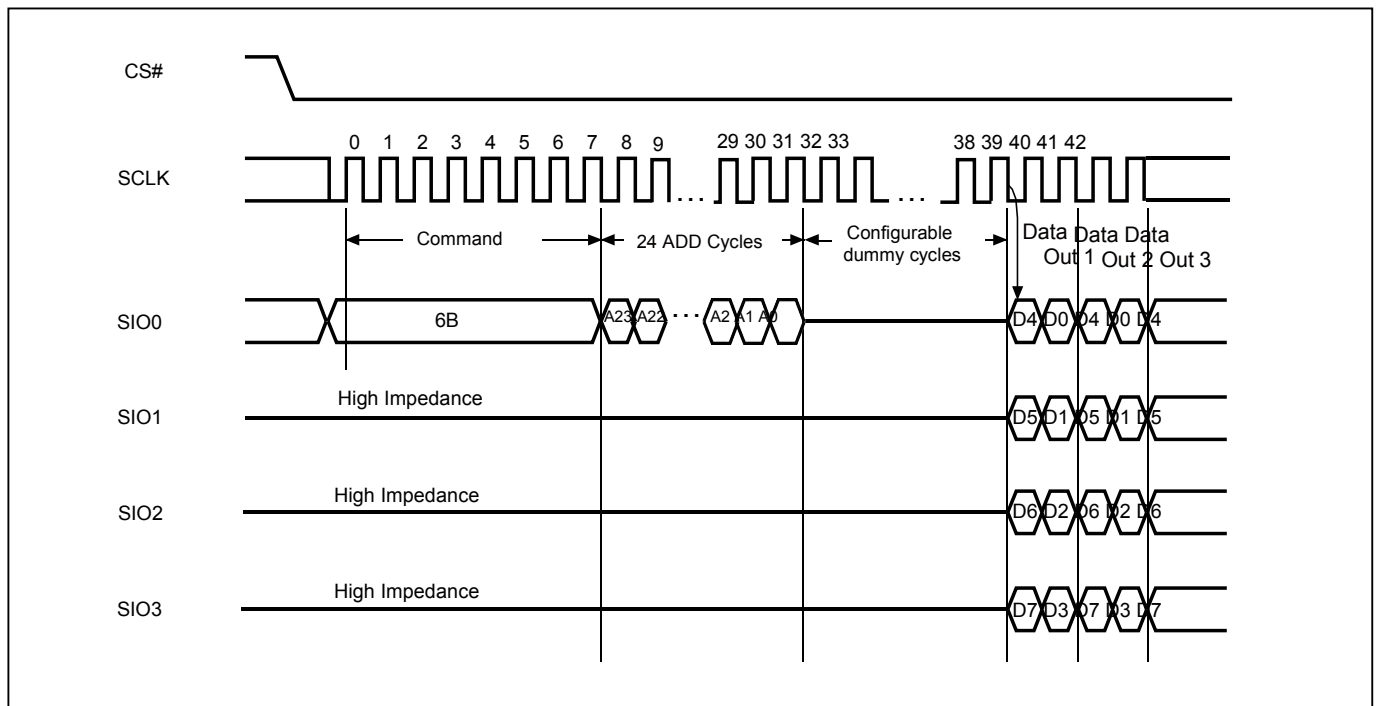 CS#
0 1 2 3 4 5 6 7 8 9 29 30 31 32 33 38 39 40 41 42
SCLK
... ...
Command 24 ADD Cycles Configurable dummy cycles
Data Out 1 Data Out 2 Data Out 3
SIO0 6B A23 A22 ... A2 A1 A0 D4 D0 D4 D0 D4
High Impedance
SIO1 D5 D1 D5 D1 D5
High Impedance
SIO2 D6 D2 D6 D2 D6
High Impedance
SIO3 D7 D3 D7 D3 D7